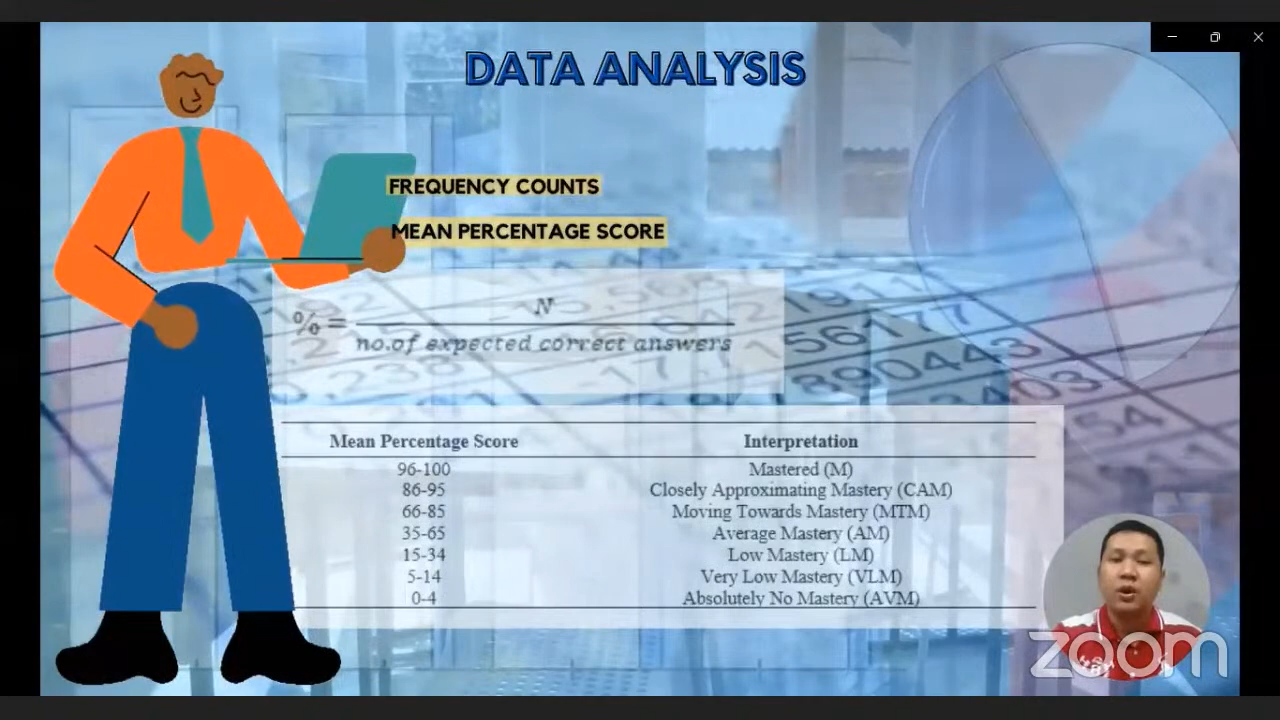 DATA ANALYSIS
FREQUENCY COUNTS
MEAN PERCENTAGE SCORE
% = N
no.of expected correct answers
Mean Percentage Score Interpretation
96-100 Mastered (M)
86-95 Closely Approximating Mastery (CAM)
66-85 Moving Towards Mastery (MTM)
35-65 Average Mastery (AM)
15-34 Low Mastery (LM)
5-14 Very Low Mastery (VLM)
0-4 Absolutely No Mastery (AVM)
zoom